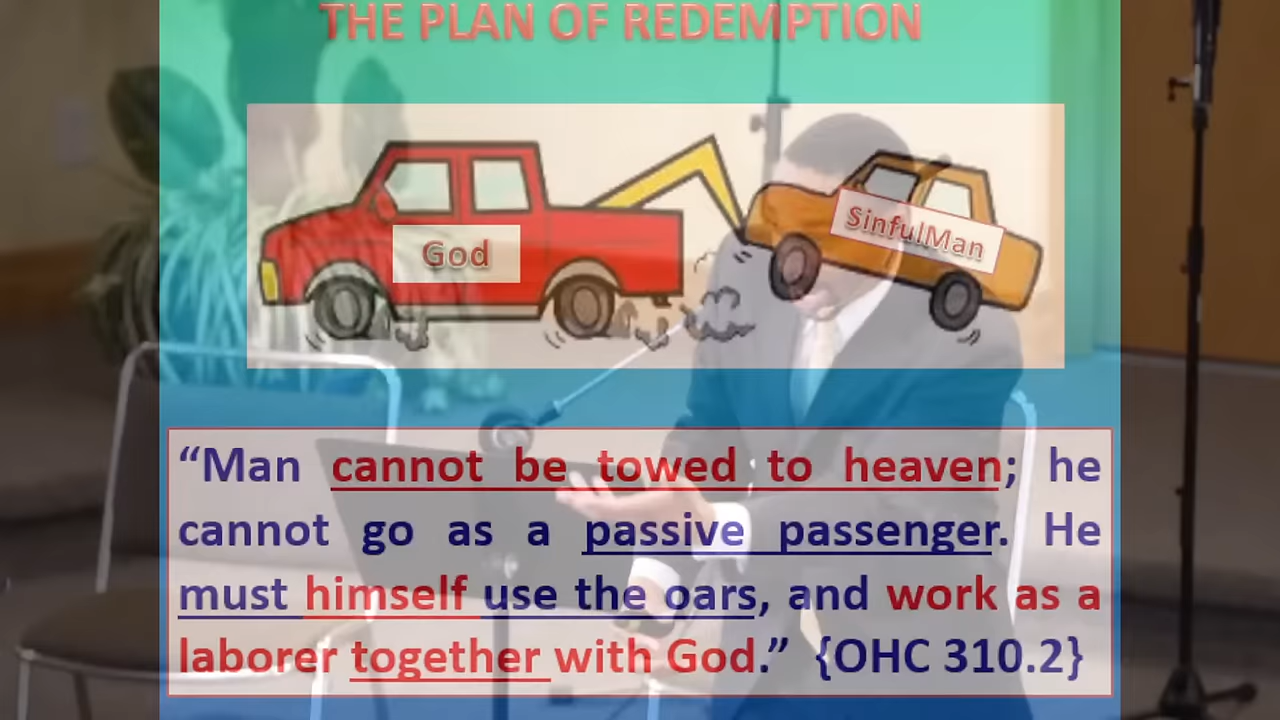 THE PLAN OF REDEMPTION
God
SinfulMan
“Man cannot be towed to heaven; he
cannot go as a passive passenger. He
must himself use the oars, and work as a
laborer together with God.” {OHC 310.2}